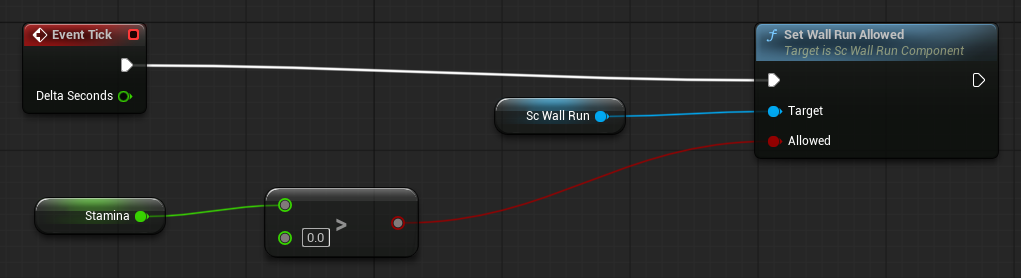 Event Tick
Delta Seconds
Set Wall Run Allowed
Target is Sc Wall Run Component
Sc Wall Run
Target
Allowed
Stamina
>
0.0